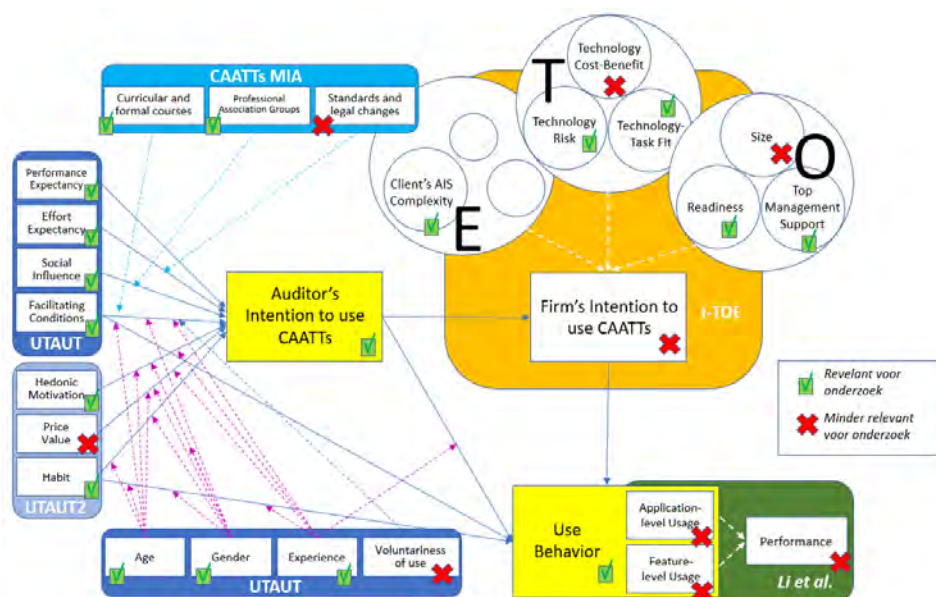 CAATTs MIA
Curricular and
formal courses
Professional
Association Groups
Standards and
legal changes
T
Technology
Cost-Benefit
Technology
Risk
Technology-
Task Fit
O
Size
Readiness
Top
Management
Support
E
Client's AIS
Complexity
I-TOE
Performance
Expectancy
Effort
Expectancy
Social
Influence
Facilitating
Conditions
UTAUT
Auditor's
Intention to use
CAATTs
Firm's Intention to
use CAATTs
Hedonic
Motivation
Price
Value
Habit
UTAUT2
Revelant voor
onderzoek
Minder relevant
voor onderzoek
Age
Gender
Experience
Voluntariness
of use
UTAUT
Use
Behavior
Application-
level Usage
Feature-
level Usage
Performance
Li et al.